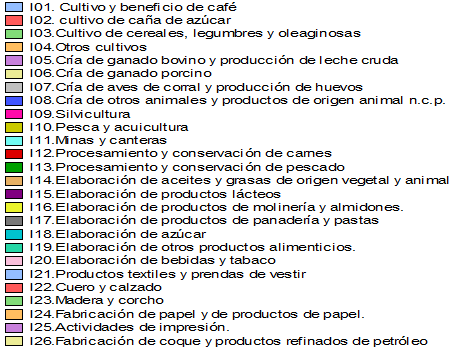 I01. Cultivo y beneficio de café
I02. cultivo de caña de azúcar
I03.Cultivo de cereales, legumbres y oleaginosas
I04.Otros cultivos
I05.Cría de ganado bovino y producción de leche cruda
I06.Cría de ganado porcino
I07.Cría de aves de corral y producción de huevos
I08.Cría de otros animales y productos de origen animal n.c.p.
I09.Silvicultura
I10.Pesca y acuicultura
I11.Minas y canteras
I12.Procesamiento y conservación de carnes
I13.Procesamiento y conservación de pescado
I14.Elaboración de aceites y grasas de origen vegetal y animal
I15.Elaboración de productos lácteos
I16.Elaboración de productos de molinería y almidones.
I17.Elaboración de productos de panadería y pastas
I18.Elaboración de azúcar
I19.Elaboración de otros productos alimenticios.
I20.Elaboración de bebidas y tabaco
I21.Productos textiles y prendas de vestir
I22.Cuero y calzado
I23.Madera y corcho
I24.Fabricación de papel y de productos de papel.
I25.Actividades de impresión.
I26.Fabricación de coque y productos refinados de petróleo